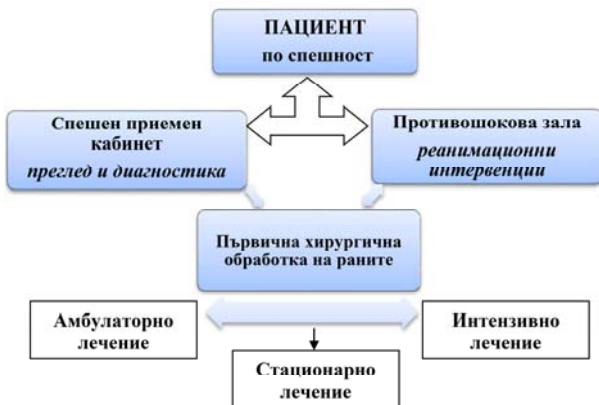 ПАЦИЕНТ
по спешност
Спешен приемен
кабинет
преглед и диагностика
Противошокова зала
реанимационни
интервенции
Първична хирургична
обработка на раните
Амбулаторно
лечение
Интензивно
лечение
Стационарно
лечение